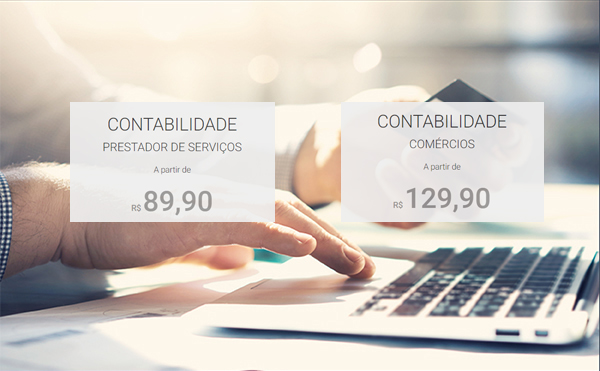 CONTABILIDADE
PRESTADOR DE SERVIÇOS
A partir de
R$ 89,90
CONTABILIDADE
COMÉRCIOS
A partir de
R$ 129,90